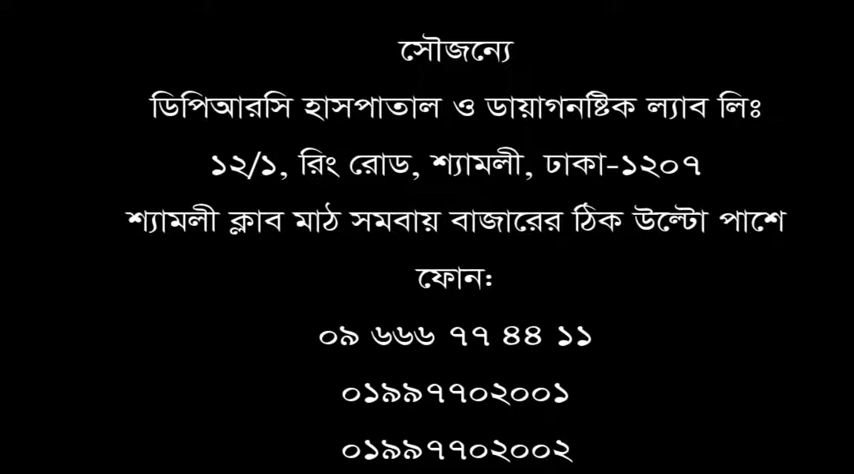 সৌজন্যে
ডিপিআরসি হাসপাতাল ও ডায়াগনষ্টিক ল্যাব লিঃ
১২/১, রিং রোড, শ্যামলী, ঢাকা-১২০৭
শ্যামলী ক্লাব মাঠ সমবায় বাজারের ঠিক উল্টো পাশে
ফোন:
০৯ ৬৬৬ ৭৭ ৪৪ ১১
০১৯৯৭৭০২০০১
০১৯৯৭৭০২০০২